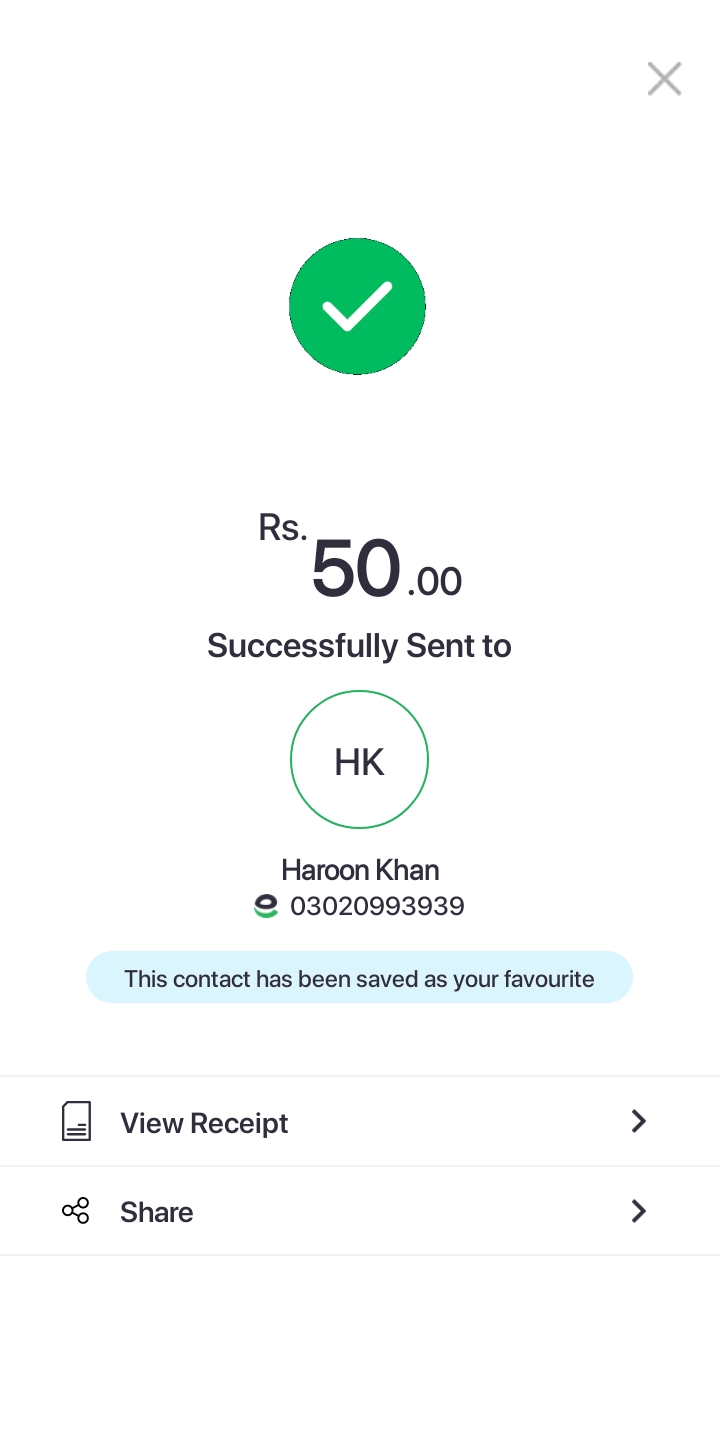 Rs. 50.00
Successfully Sent to
HK
Haroon Khan
03020993939
This contact has been saved as your favourite
View Receipt
Share